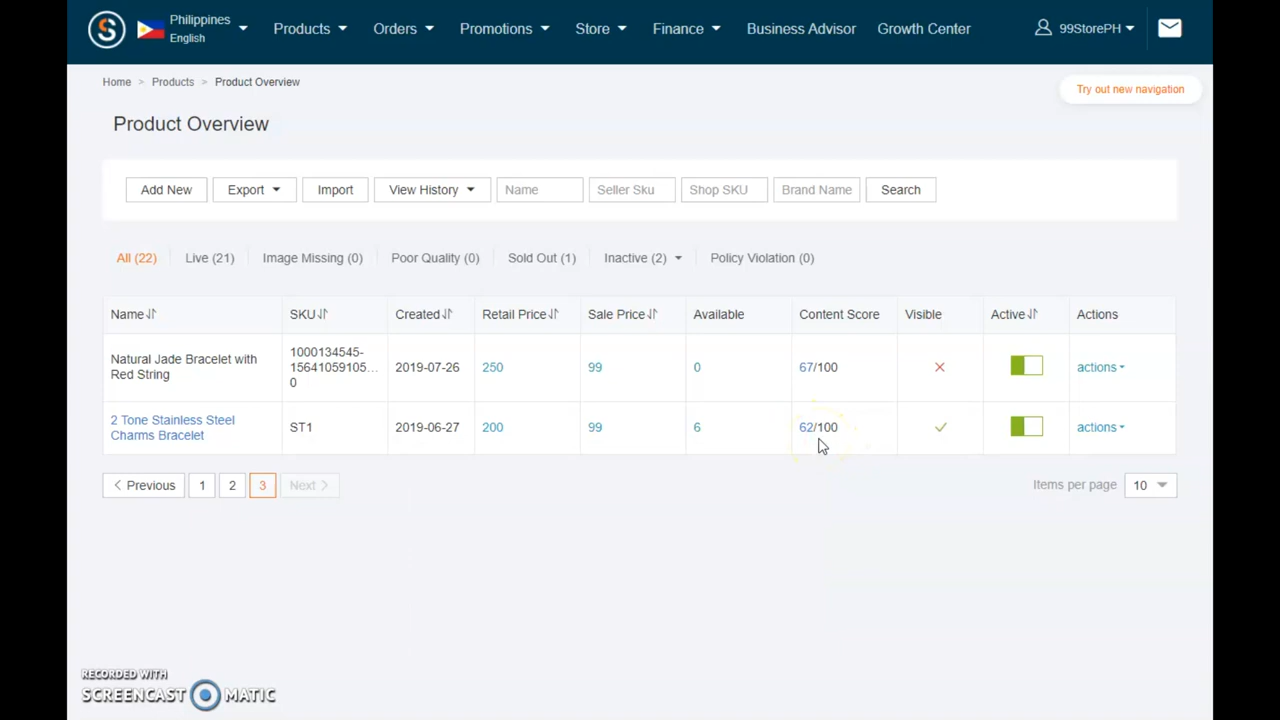 Philippines
English
Products Orders Promotions Store Finance Business Advisor Growth Center 99StorePH
Home > Products > Product Overview
Try out new navigation
Product Overview
Add New Export Import View History Name Seller Sku Shop SKU Brand Name Search
All (22) Live (21) Image Missing (0) Poor Quality (0) Sold Out (1) Inactive (2) Policy Violation (0)
Name SKU Created Retail Price Sale Price Available Content Score Visible Active Actions
Natural Jade Bracelet with
Red String
1000134545-
15641059105...
0
2019-07-26 250 99 0 67/100 actions
2 Tone Stainless Steel
Charms Bracelet
ST1 2019-06-27 200 99 6 62/100 actions
< Previous 1 2 3 Next >
Items per page 10
RECORDED WITH
SCREENCAST MATIC